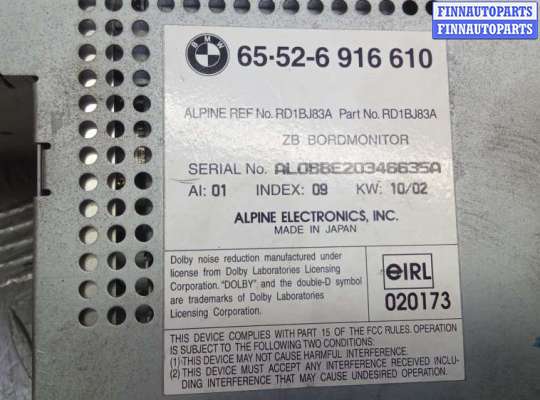 FINNAUTOPARTS
FINNAUTOPARTS
BMW
65-52-6 916 610
ALPINE REF No. RD1BJ83A Part No. RD1BJ83A
ZB BORDMONITOR
SERIAL No. AL0BBE20346635A
AI: 01 INDEX: 09 KW: 10/02
ALPINE ELECTRONICS, INC.
MADE IN JAPAN
Dolby noise reduction manufactured under
license from Dolby Laboratories Licensing
Corporation. "DOLBY" and the double-D symbol
are trademarks of Dolby Laboratories
Licensing Corporation.
eIRL
020173
THIS DEVICE COMPLIES WITH PART 15 OF THE FCC RULES. OPERATION
IS SUBJECT TO THE FOLLOWING TWO CONDITIONS:
(1)-THIS DEVICE MAY NOT CAUSE HARMFUL INTERFERENCE.
(2) THIS DEVICE MUST ACCEPT ANY INTERFERENCE RECEIVED INCLU-
DING INTERFERENCE THAT MAY CAUSE UNDESIRED OPERATION.